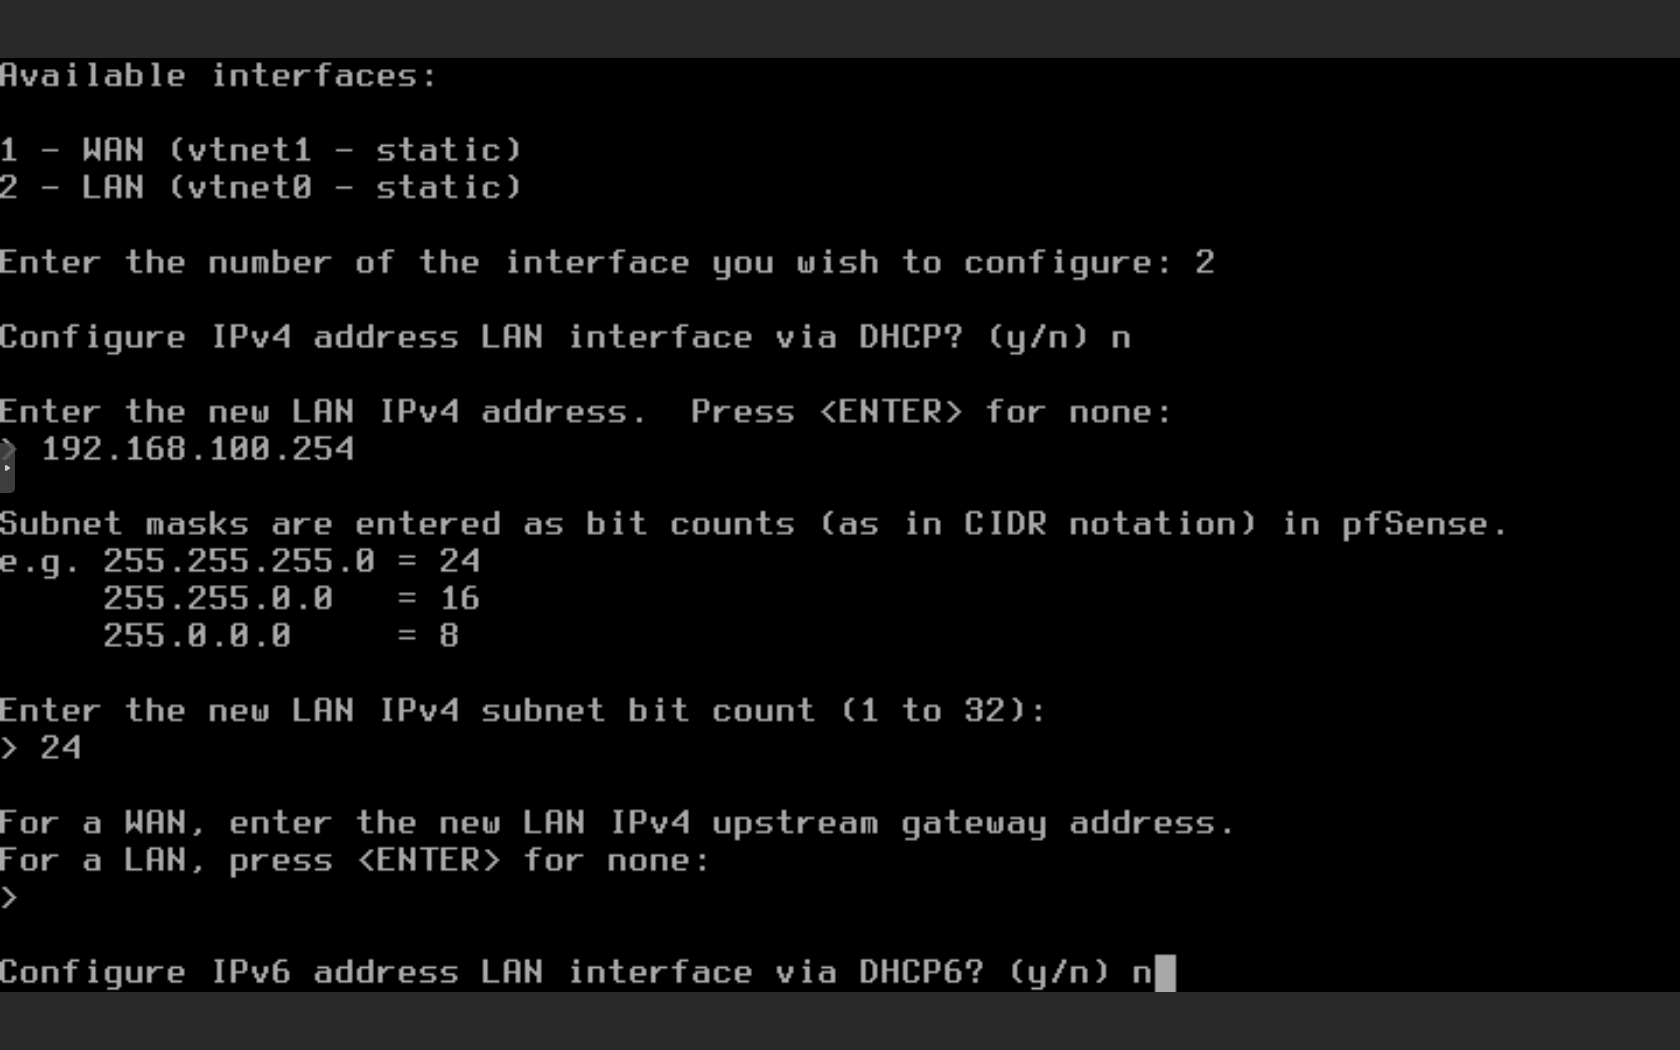 Available interfaces:
1 - WAN (vtnet1 - static)
2 - LAN (vtnet0 - static)
Enter the number of the interface you wish to configure: 2
Configure IPv4 address LAN interface via DHCP? (y/n) n
Enter the new LAN IPv4 address.  Press <ENTER> for none:
> 192.168.100.254
Subnet masks are entered as bit counts (as in CIDR notation) in pfSense.
e.g. 255.255.255.0 = 24
     255.255.0.0   = 16
     255.0.0.0     = 8
Enter the new LAN IPv4 subnet bit count (1 to 32):
> 24
For a WAN, enter the new LAN IPv4 upstream gateway address.
For a LAN, press <ENTER> for none:
>
Configure IPv6 address LAN interface via DHCP6? (y/n) n